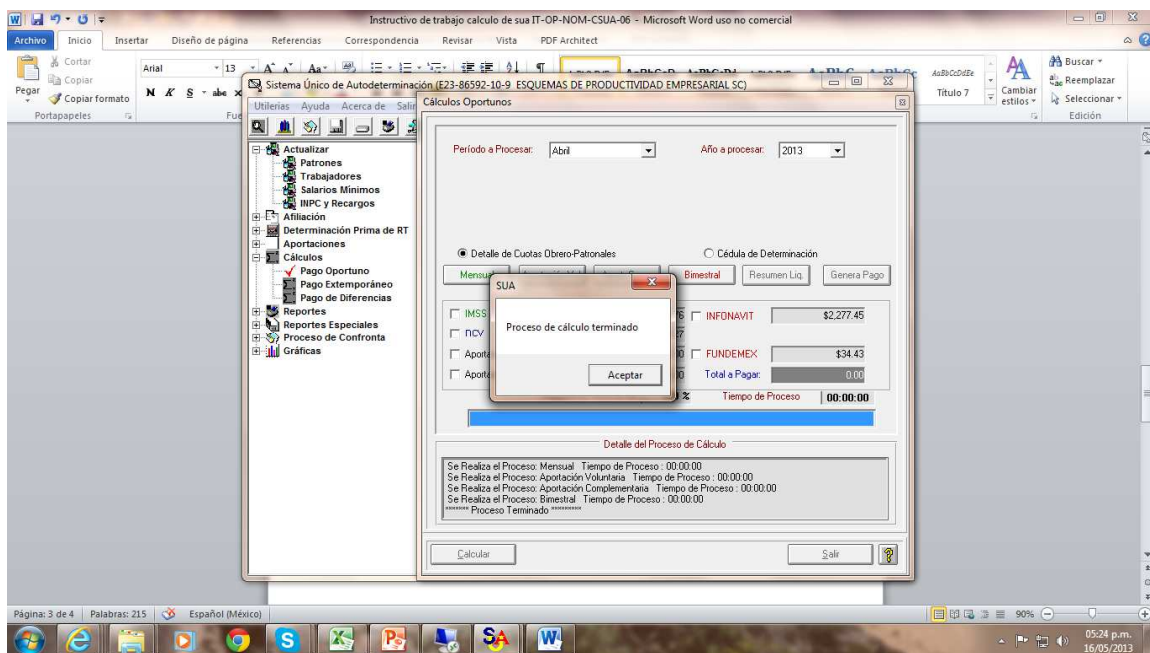 Instructivo de trabajo calculo de sua IT-OP-NOM-CSUA-06 - Microsoft Word uso no comercial
Archivo Inicio Insertar Diseño de página Referencias Correspondencia Revisar Vista PDF Architect
Cortar
Copiar
Copiar formato
Pegar
Portapapeles
Arial 13
N K S abc
Fue
AaBbCcDdEe
Título 7
Cambiar estilos
Buscar
Reemplazar
Seleccionar
Edición
Sistema Único de Autodeterminación (E23-86592-10-9 ESQUEMAS DE PRODUCTIVIDAD EMPRESARIAL SC)
Utilerias Ayuda Acerca de Salir
Actualizar
Patrones
Trabajadores
Salarios Mínimos
INPC y Recargos
Afiliación
Determinación Prima de RT
Aportaciones
Cálculos
Pago Oportuno
Pago Extemporáneo
Pago de Diferencias
Reportes
Reportes Especiales
Proceso de Confronta
Gráficas
Cálculos Oportunos
Período a Procesar: Abril Año a procesar: 2013
Detalle de Cuotas Obrero-Patronales Cédula de Determinación
Mensual Bimestral Resumen Liq. Genera Pago
IMSS INFONAVIT $2,277.45
RCV
FUNDEMEX $34.43
Total a Pagar: 0.00
% Tiempo de Proceso 00:00:00
SUA
Proceso de cálculo terminado
Aceptar
Detalle del Proceso de Cálculo
Se Realiza el Proceso: Mensual Tiempo de Proceso : 00:00:00
Se Realiza el Proceso: Aportación Voluntaria Tiempo de Proceso : 00:00:00
Se Realiza el Proceso: Aportación Complementaria Tiempo de Proceso : 00:00:00
Se Realiza el Proceso: Bimestral Tiempo de Proceso : 00:00:00
******* Proceso Terminado *********
Calcular Salir
Página: 3 de 4 Palabras: 215 Español (México) 90%
05:24 p.m.
16/05/2013